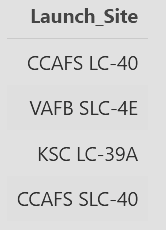 Launch_Site
CCAFS LC-40
VAFB SLC-4E
KSC LC-39A
CCAFS SLC-40